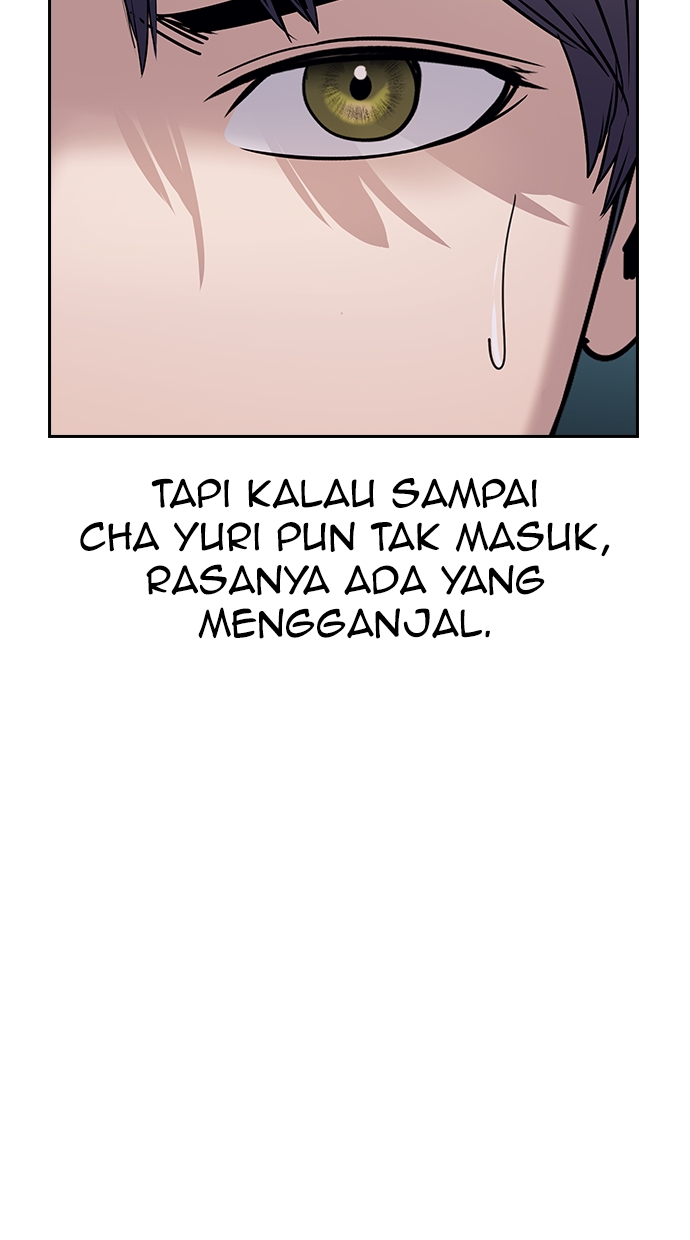 TAPI KALAU SAMPAI
CHA YURI PUN TAK MASUK,
RASANYA ADA YANG
MENGGANJAL.